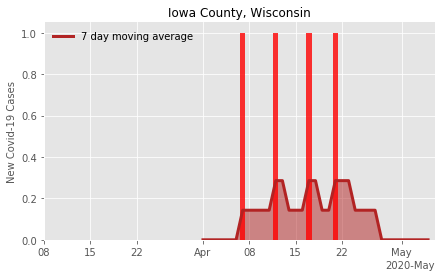 Iowa County, Wisconsin
7 day moving average
New Covid-19 Cases
1.0
0.8
0.6
0.4
0.2
0.0
08 15 22 Apr 08 15 22 May
2020-May